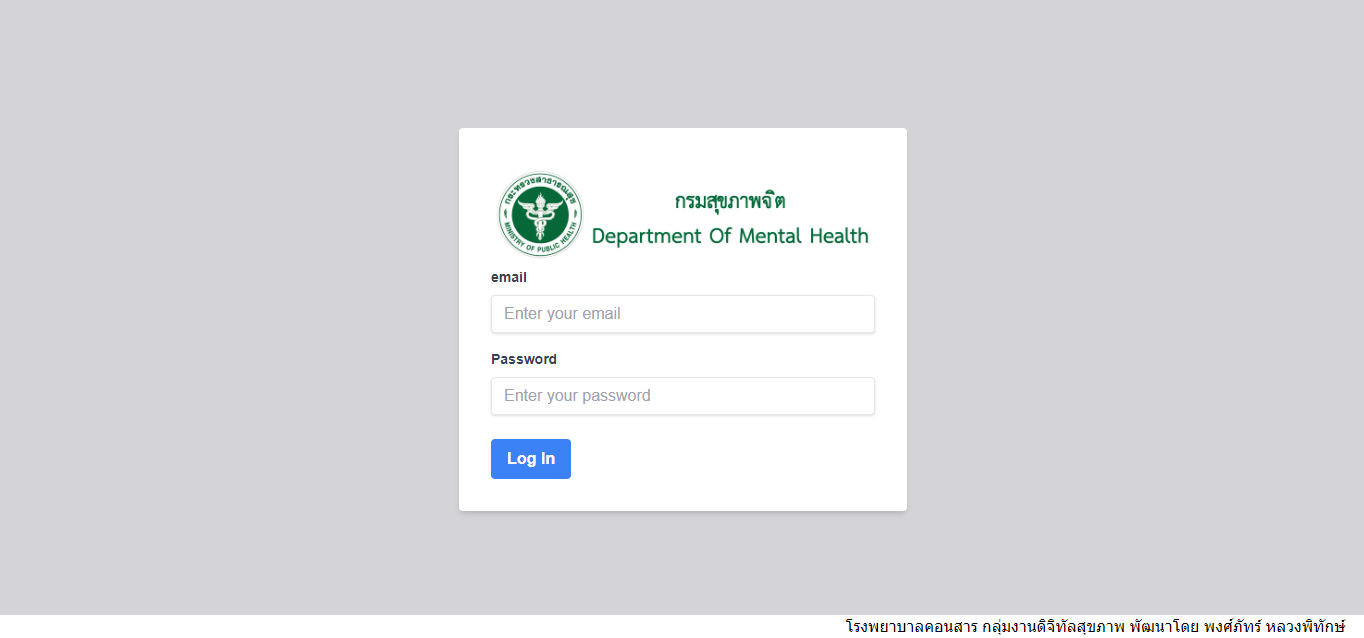 กระทรวงสาธารณสุข
MINISTRY OF PUBLIC HEALTH
กรมสุขภาพจิต
Department Of Mental Health
email
Enter your email
Password
Enter your password
Log In
โรงพยาบาลคอนสาร กลุ่มงานดิจิทัลสุขภาพ พัฒนาโดย พงศ์ภัทร์ หลวงพิทักษ์